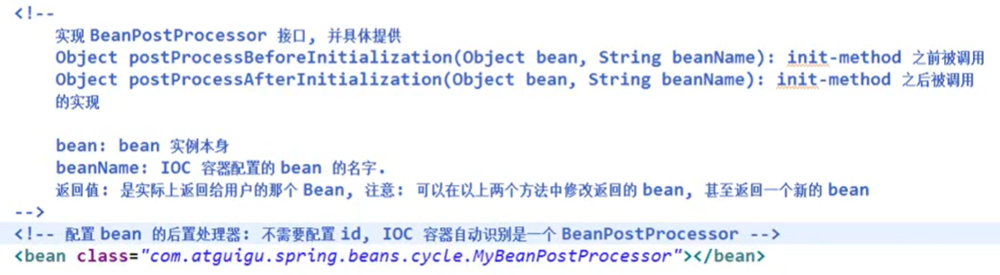 <!--
实现 BeanPostProcessor 接口, 并具体提供
Object postProcessBeforeInitialization(Object bean, String beanName): init-method 之前被调用
Object postProcessAfterInitialization(Object bean, String beanName): init-method 之后被调用
的实现
bean: bean 实例本身
beanName: IOC 容器配置的 bean 的名字.
返回值: 是实际上返回给用户的那个 Bean, 注意: 可以在以上两个方法中修改返回的 bean, 甚至返回一个新的 bean
-->
<!-- 配置 bean 的后置处理器: 不需要配置 id, IOC 容器自动识别是一个 BeanPostProcessor -->
<bean class="com.atguigu.spring.beans.cycle.MyBeanPostProcessor"></bean>